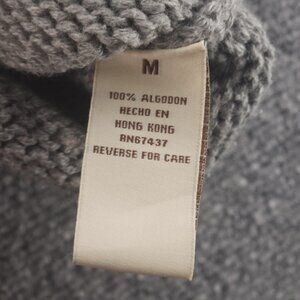 M
100% ALGODON
HECHO EN
HONG KONG
RN67437
REVERSE FOR CARE